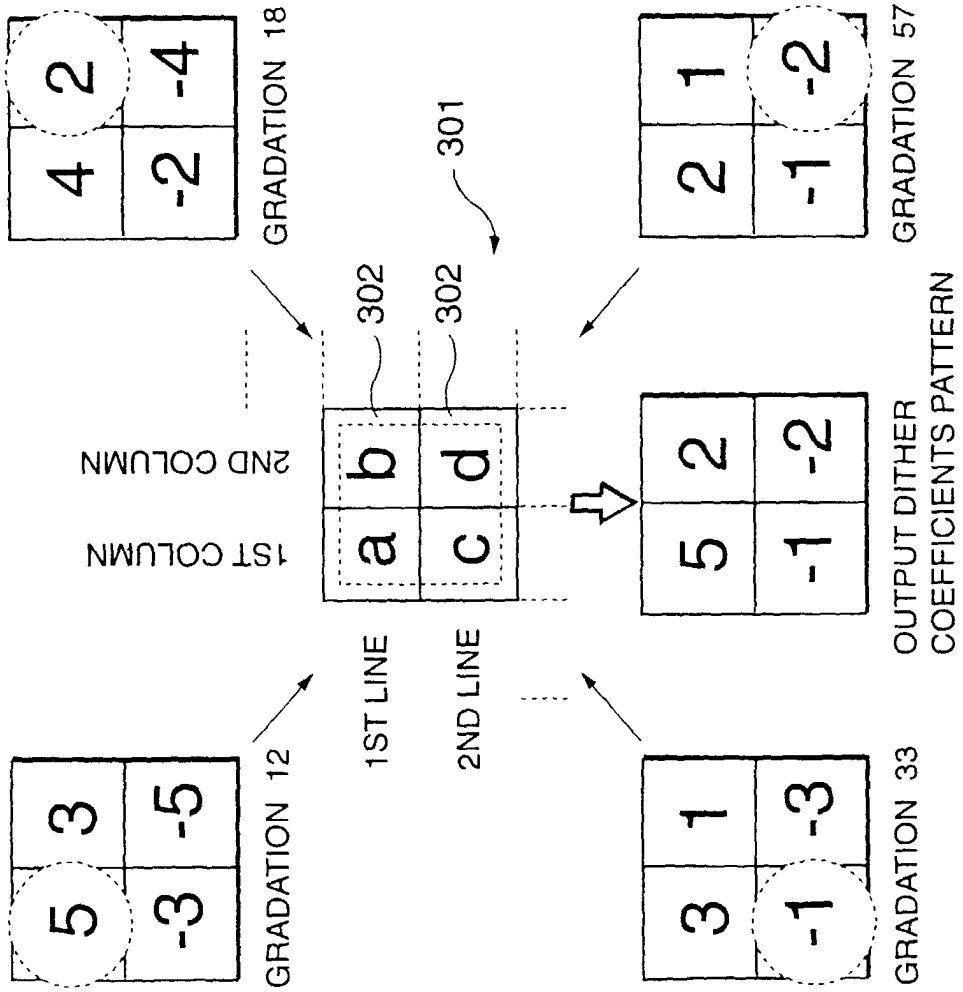 5 3
-3 -5
GRADATION 12
4 2
-2 -4
GRADATION 18
1ST COLUMN
2ND COLUMN
1ST LINE
a b
302
2ND LINE
c d
302
301
3 1
-1 -3
GRADATION 33
5 2
-1 -2
OUTPUT DITHER
COEFFICIENTS PATTERN
2 1
-1 -2
GRADATION 57